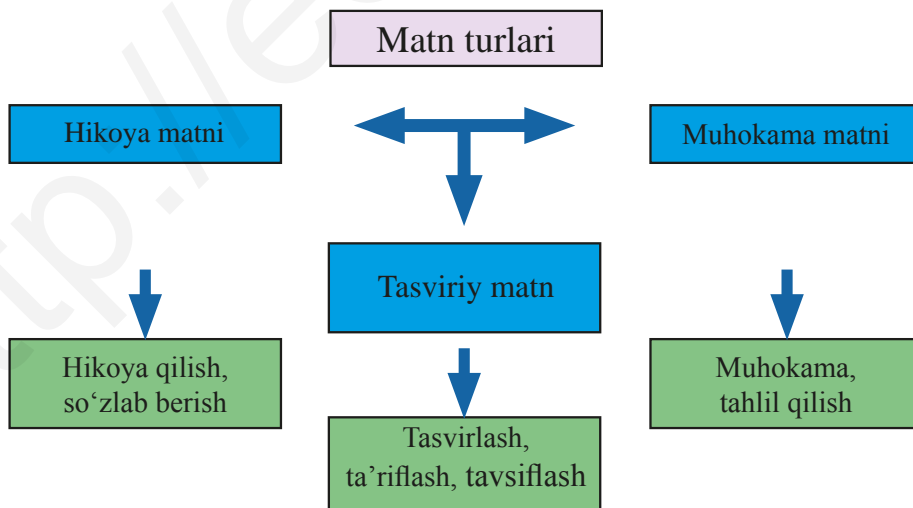 Matn turlari
Hikoya matni
Muhokama matni
Tasviriy matn
Hikoya qilish,
so‘zlab berish
Muhokama,
tahlil qilish
Tasvirlash,
ta’riflash, tavsiflash